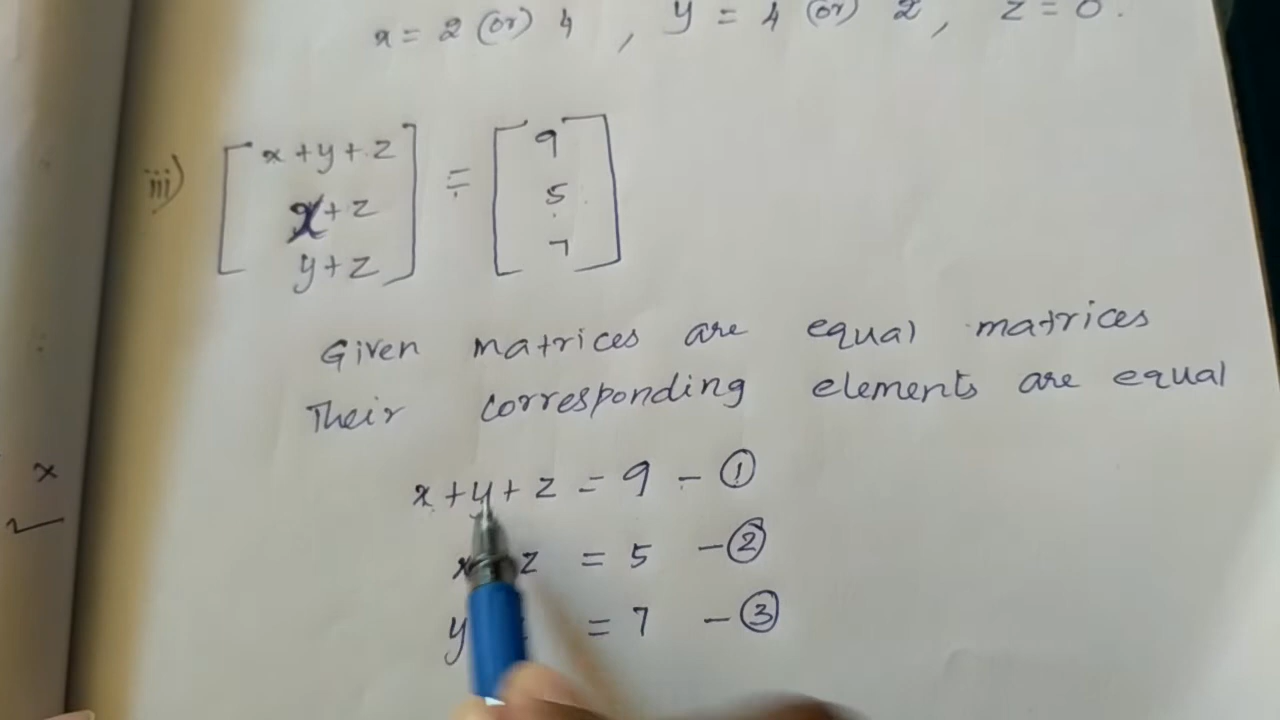 x = 2 (or) 4 , y = 4 (or) 2 , z = 0 .
iii) [ x + y + z ] = [ 9 ]
[ x + z ] [ 5 ]
[ y + z ] [ 7 ]
Given matrices are equal matrices
Their corresponding elements are equal
x + y + z = 9 - ①
x z = 5 - ②
y = 7 - ③
x